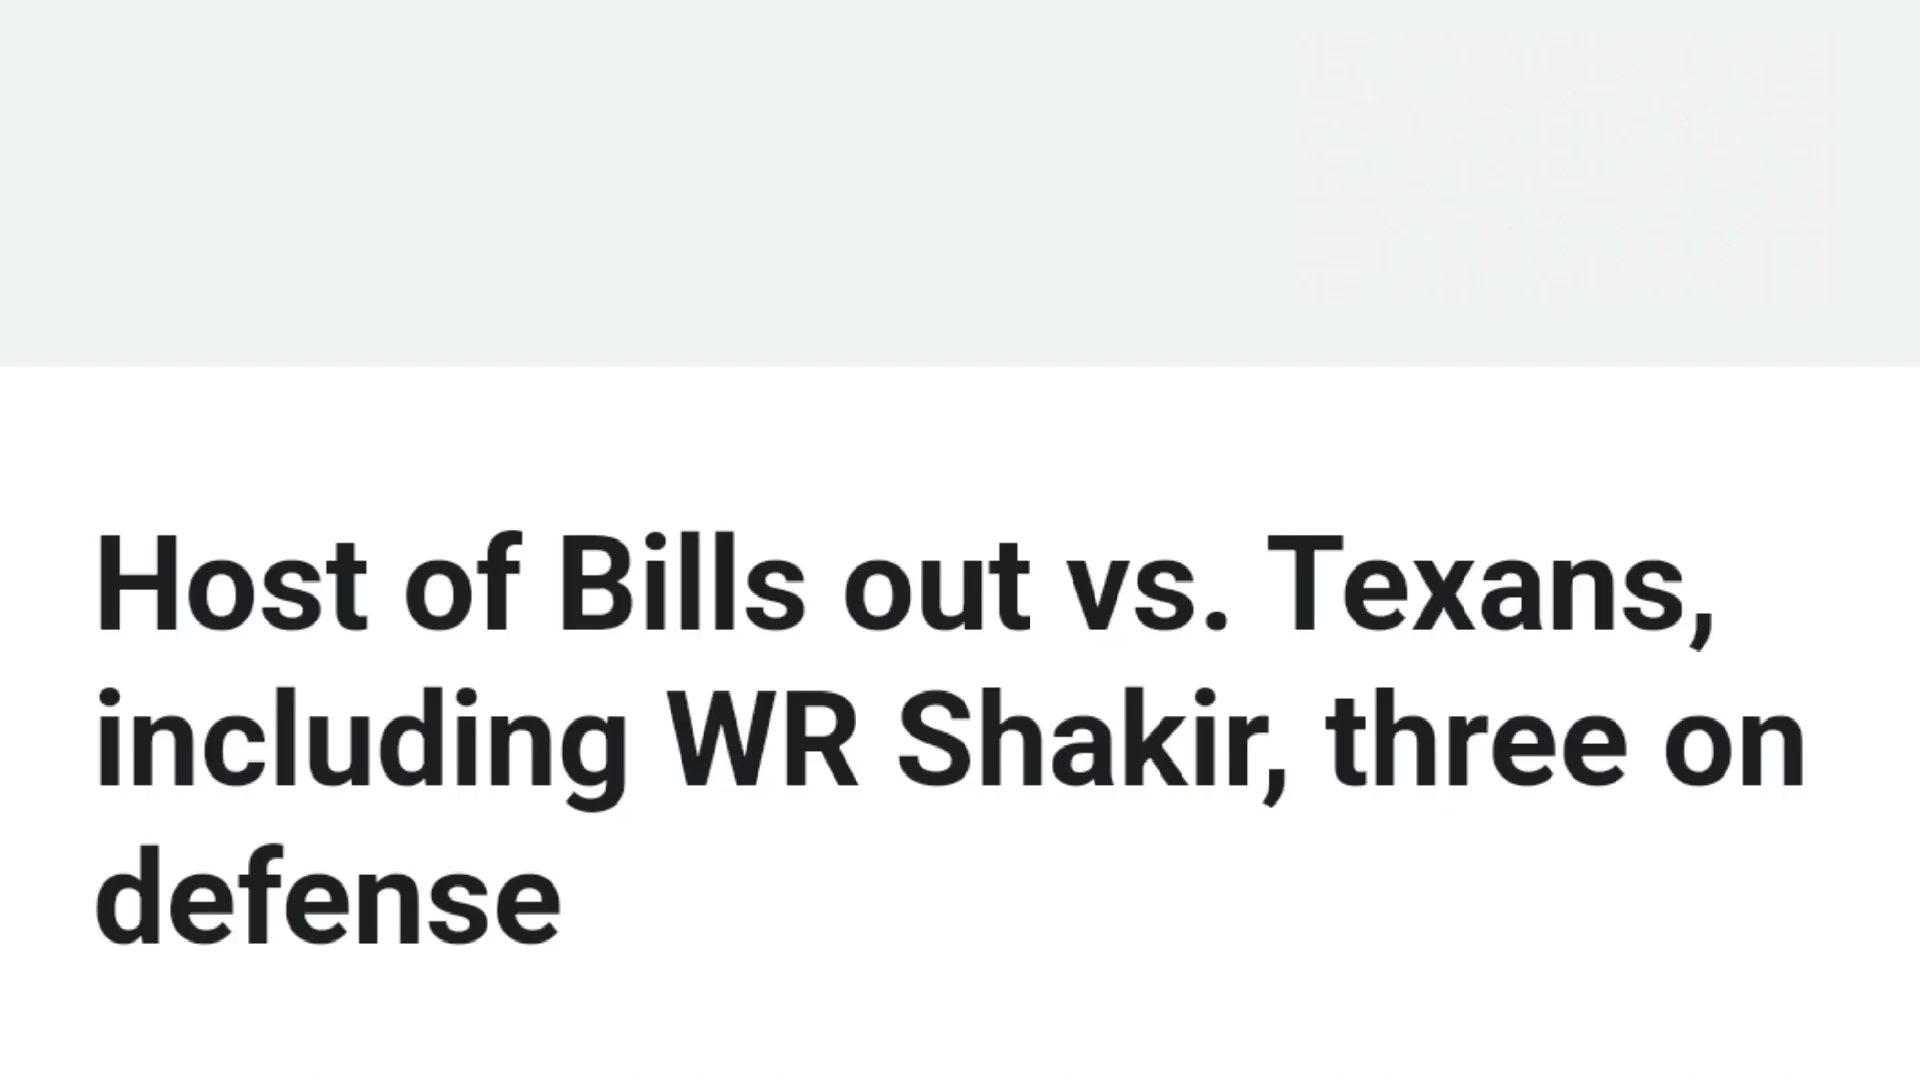 Host of Bills out vs. Texans,
including WR Shakir, three on
defense